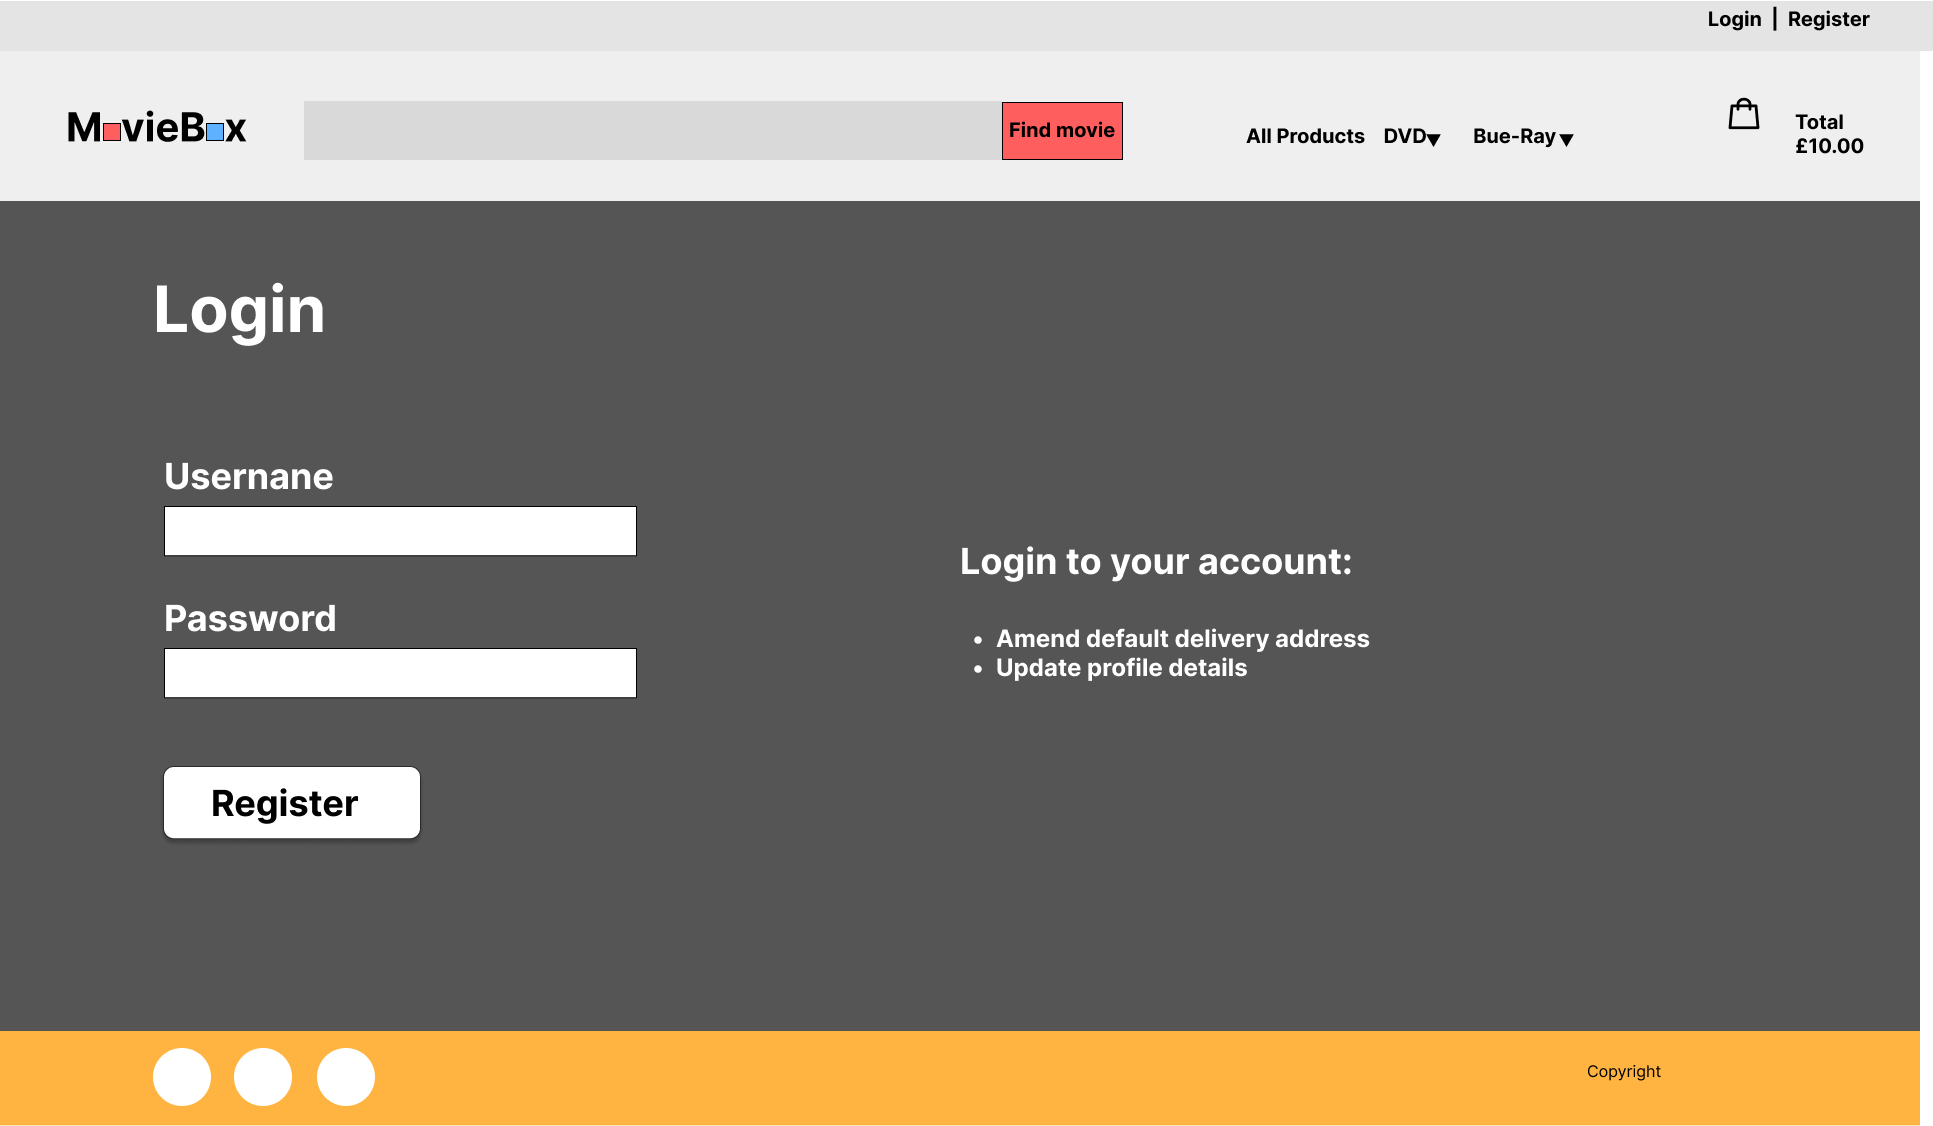 Login | Register
MovieBox
Find movie
All Products DVD▼ Bue-Ray▼
Total
£10.00
Login
Usernane
Password
Login to your account:
• Amend default delivery address
• Update profile details
Register
Copyright